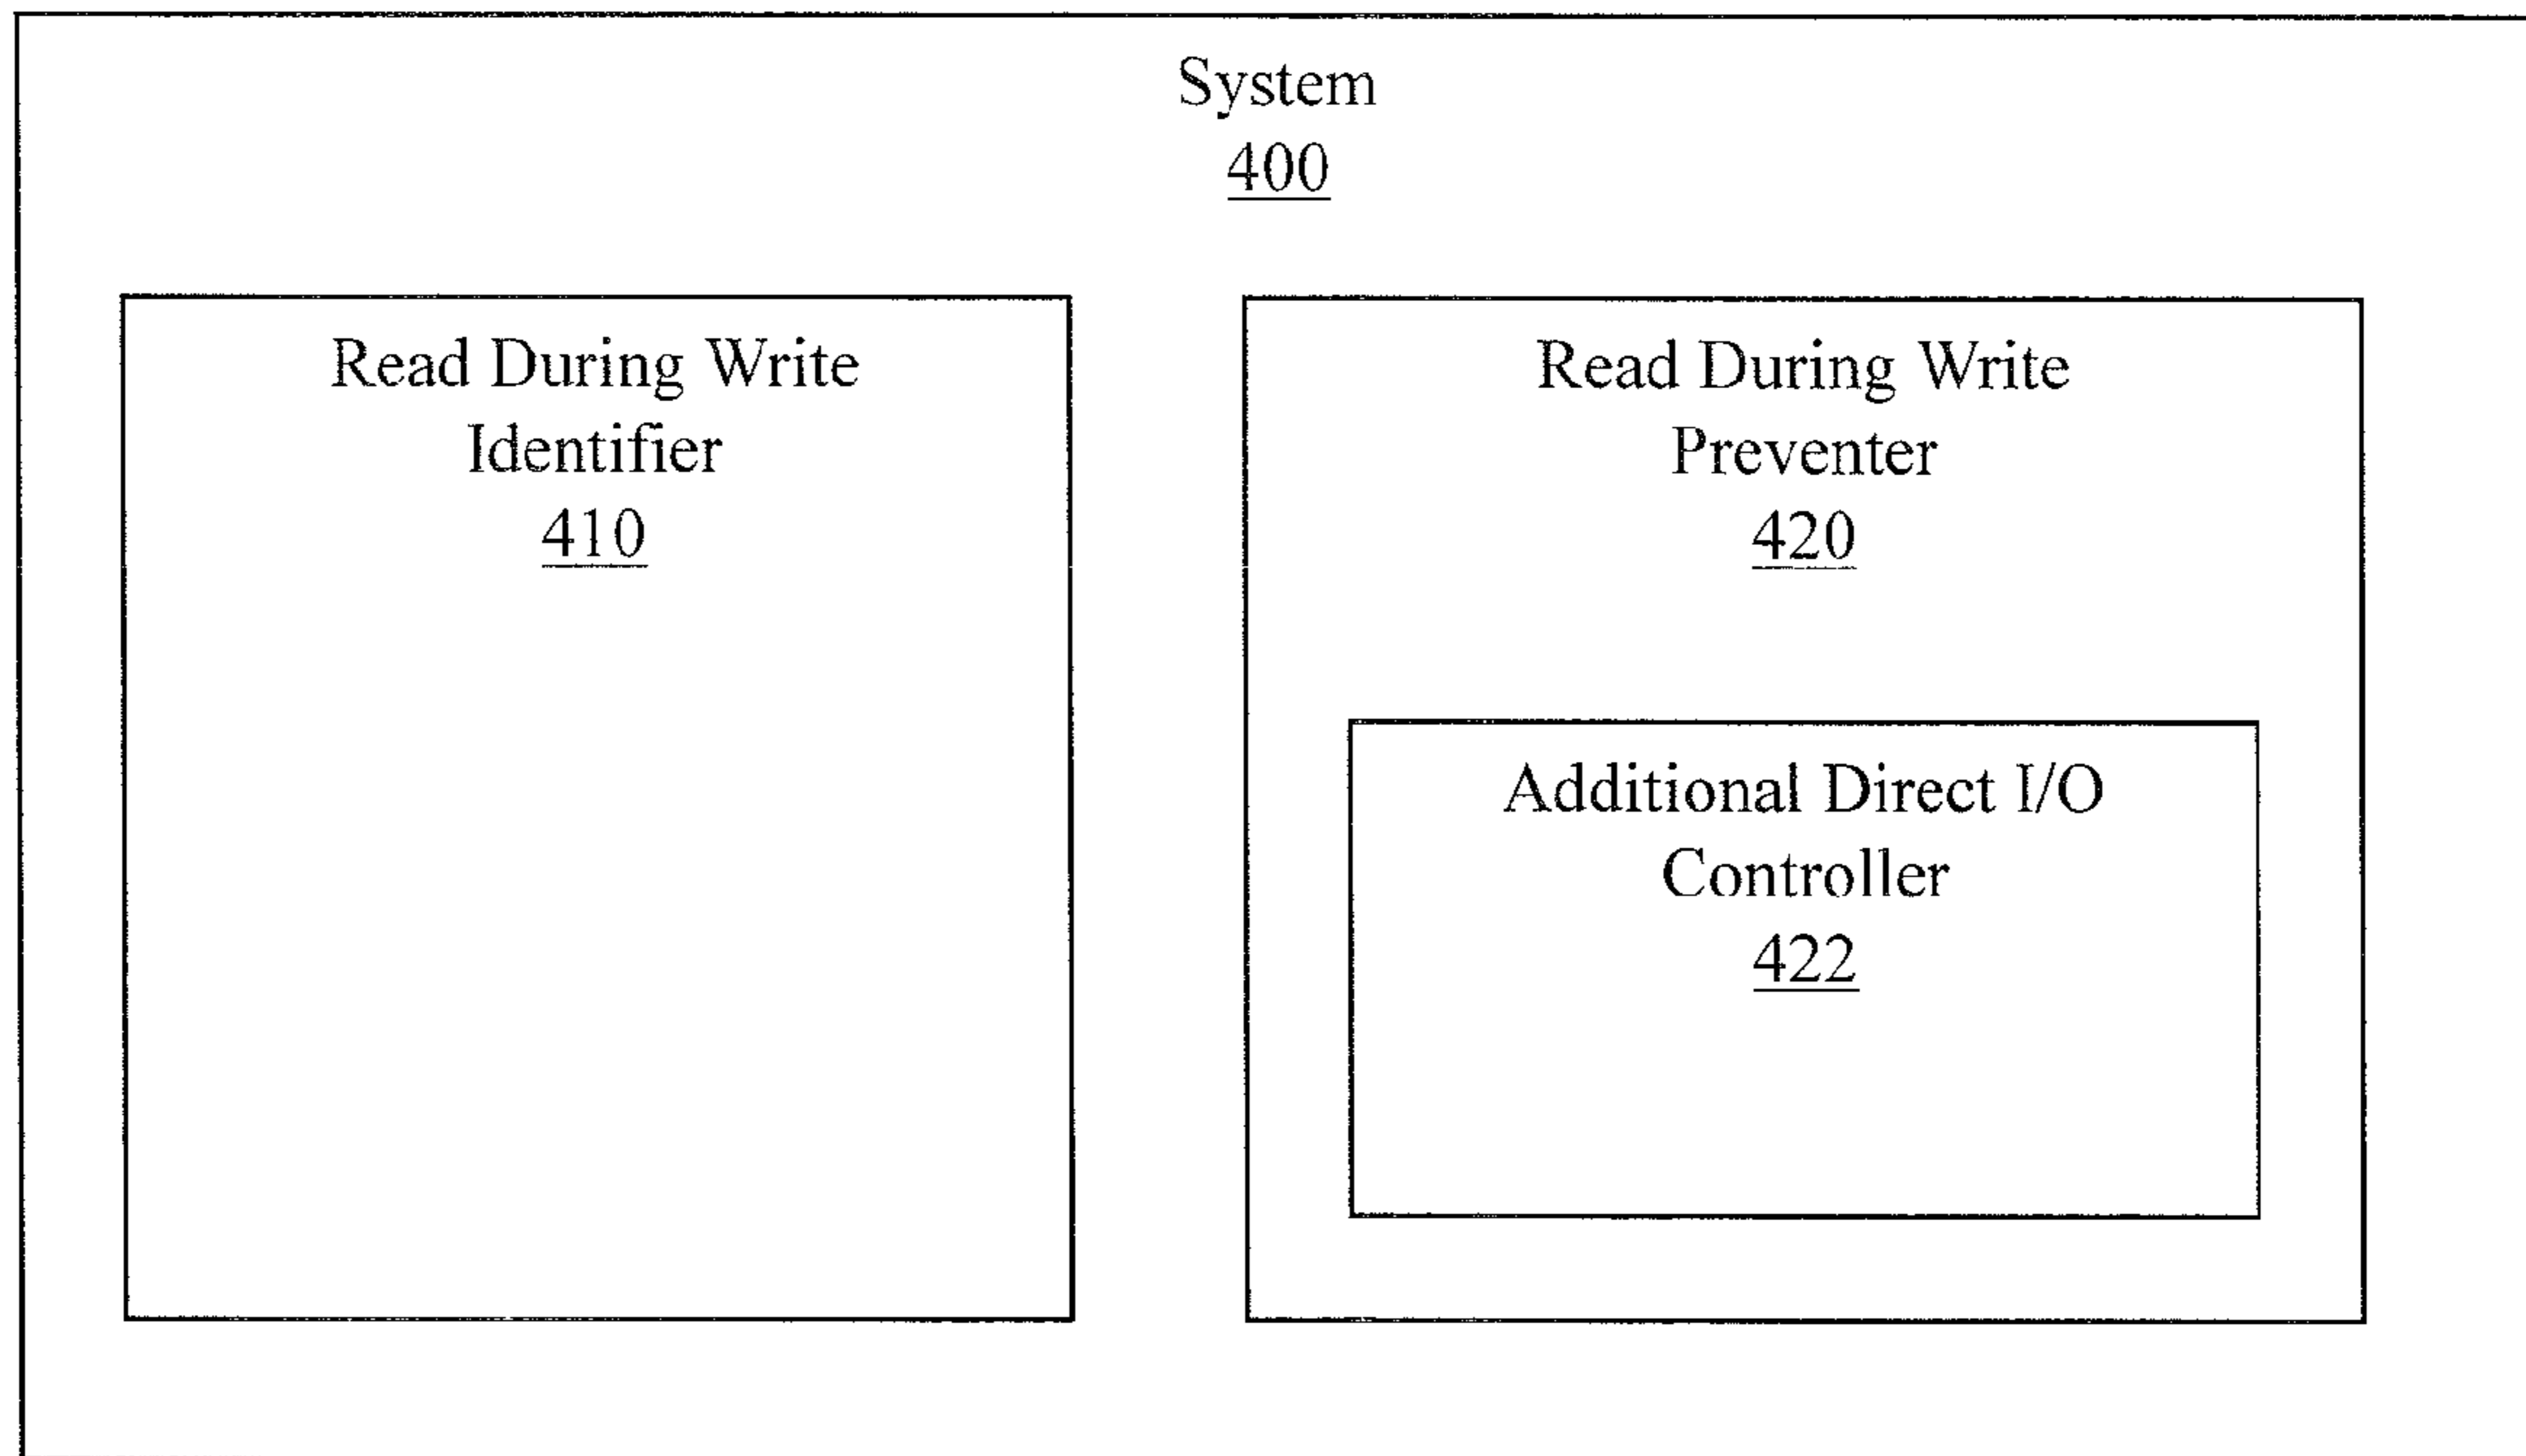 System
400
Read During Write
Identifier
410
Read During Write
Preventer
420
Additional Direct I/O
Controller
422